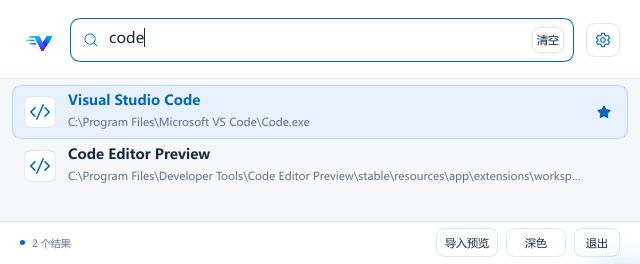 code
清空
Visual Studio Code
C:\Program Files\Microsoft VS Code\Code.exe
Code Editor Preview
C:\Program Files\Developer Tools\Code Editor Preview\stable\resources\app\extensions\worksp...
2 个结果
导入预览
深色
退出